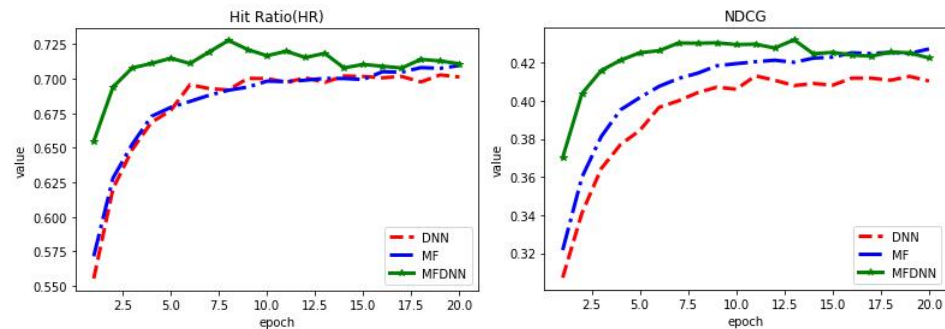 Hit Ratio(HR)
0.725
0.700
0.675
0.650
0.625
0.600
0.575
0.550
value
2.5 5.0 7.5 10.0 12.5 15.0 17.5 20.0
epoch
DNN
MF
MFDNN
NDCG
0.42
0.40
0.38
0.36
0.34
0.32
value
2.5 5.0 7.5 10.0 12.5 15.0 17.5 20.0
epoch
DNN
MF
MFDNN